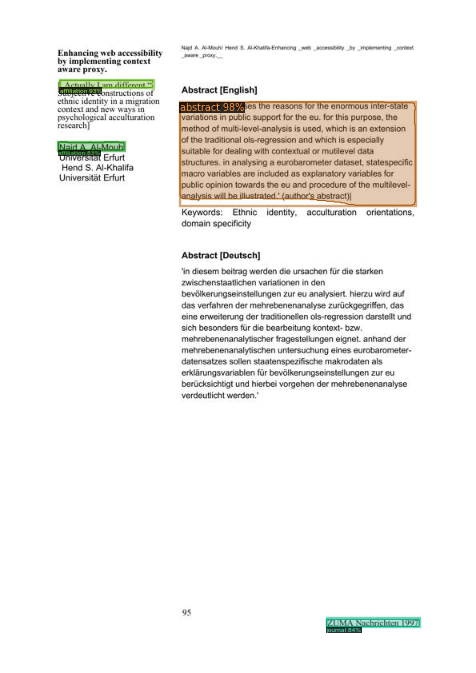 Najd A. Al-Mouh/ Hend S. Al-Khalifa-Enhancing _web _accessibility _by _implementing _context
_aware _proxy.__
Enhancing web accessibility
by implementing context
aware proxy.
Actually I am different."
Subjective constructions of
ethnic identity in a migration
context and new ways in
psychological acculturation
research]
Najd A. Al-Mouh
Universität Erfurt
Hend S. Al-Khalifa
Universität Erfurt
Abstract [English]
abstract 98%
es the reasons for the enormous inter-state
variations in public support for the eu. for this purpose, the
method of multi-level-analysis is used, which is an extension
of the traditional ols-regression and which is especially
suitable for dealing with contextual or mutilevel data
structures. in analysing a eurobarometer dataset, statespecific
macro variables are included as explanatory variables for
public opinion towards the eu and procedure of the multilevel-
analysis will be illustrated.' (author's abstract)|
Keywords: Ethnic identity, acculturation orientations,
domain specificity
Abstract [Deutsch]
'in diesem beitrag werden die ursachen für die starken
zwischenstaatlichen variationen in den
bevölkerungseinstellungen zur eu analysiert. hierzu wird auf
das verfahren der mehrebenenanalyse zurückgegriffen, das
eine erweiterung der traditionellen ols-regression darstellt und
sich besonders für die bearbeitung kontext- bzw.
mehrebenenanalytischer fragestellungen eignet. anhand der
mehrebenenanalytischen untersuchung eines eurobarometer-
datensatzes sollen staatenspezifische makrodaten als
erklärungsvariablen für bevölkerungseinstellungen zur eu
berücksichtigt und hierbei vorgehen der mehrebenenanalyse
verdeutlicht werden.'
95
ZUMA Nachrichten 1997
journal 84%